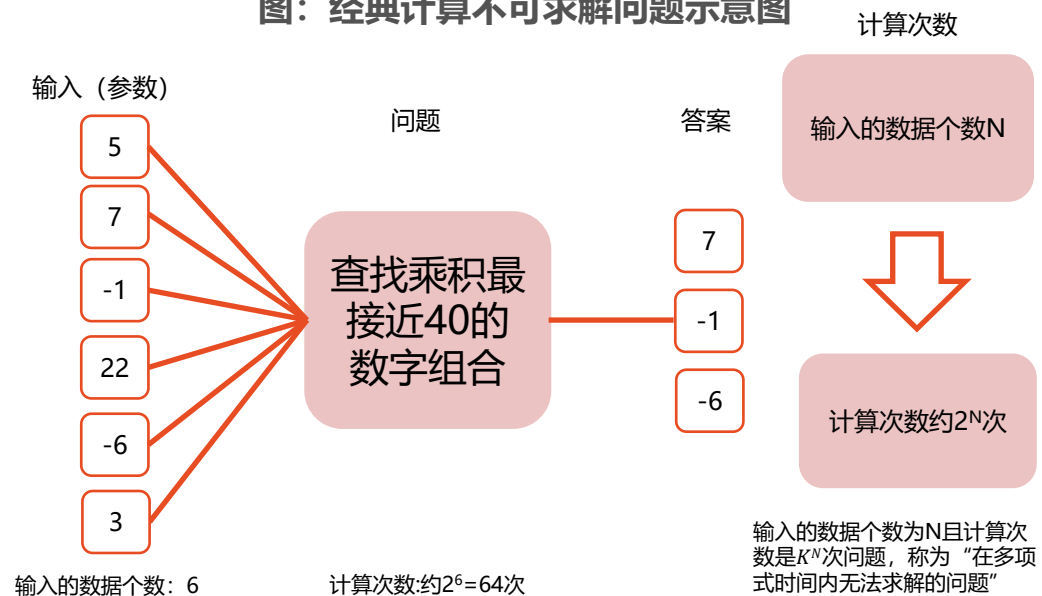 图：经典计算不可求解问题示意图
计算次数
输入（参数）
问题
答案
输入的数据个数N
5
7
-1
22
-6
3
查找乘积最
接近40的
数字组合
7
-1
-6
计算次数约2ᴺ次
输入的数据个数为N且计算次
数是Kᴺ次问题，称为“在多项
式时间内无法求解的问题”
输入的数据个数：6
计算次数:约2⁶=64次